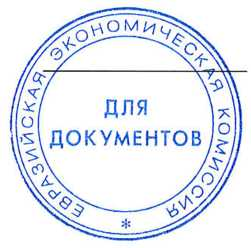 ЕВРАЗИЙСКАЯ ЭКОНОМИЧЕСКАЯ КОМИССИЯ
*
ДЛЯ
ДОКУМЕНТОВ